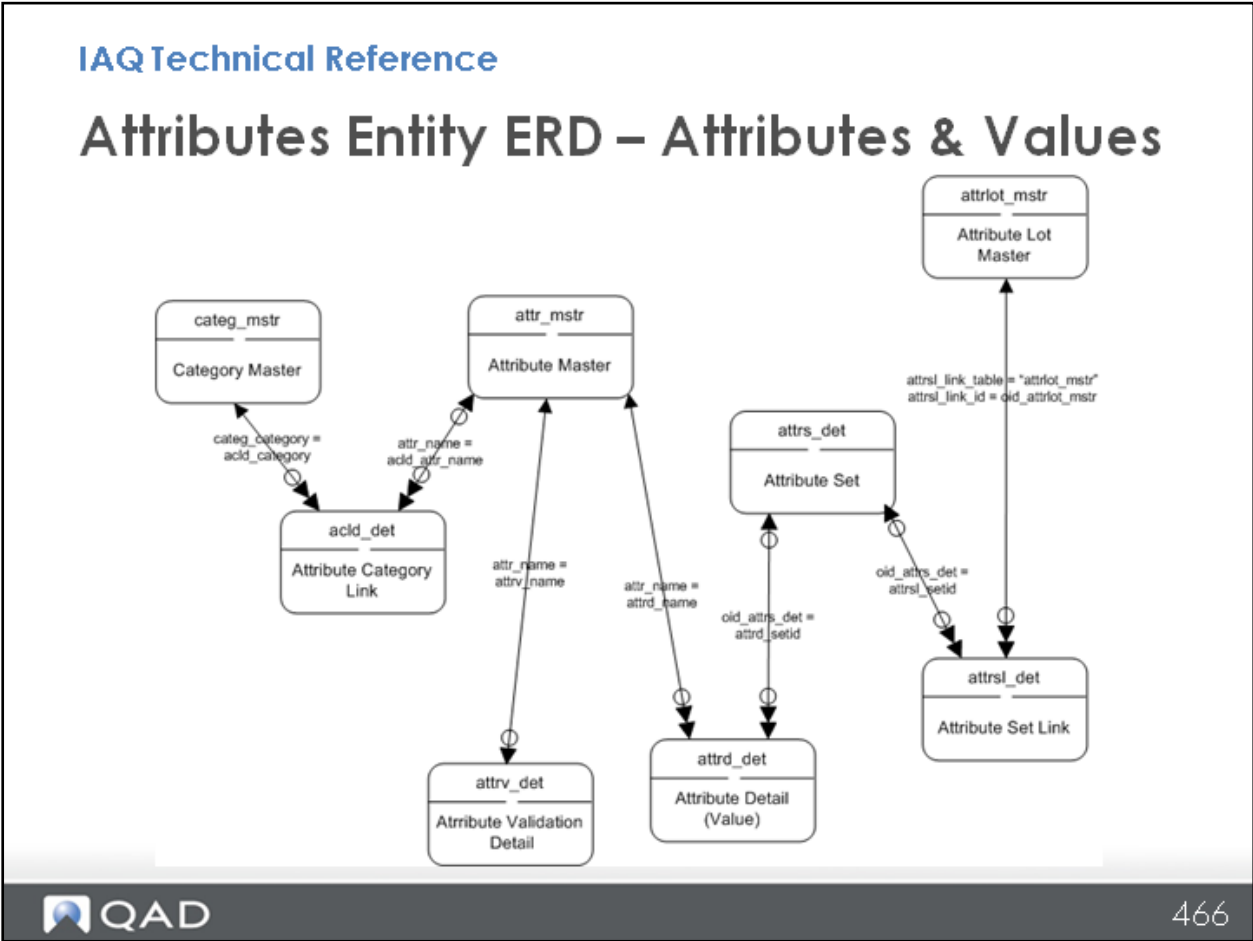 IAQ Technical Reference
Attributes Entity ERD – Attributes & Values
attrlot_mstr
Attribute Lot
Master
categ_mstr
Category Master
attr_mstr
Attribute Master
attrsl_link_table = "attrlot_mstr"
attrsl_link_id = oid_attrlot_mstr
categ_category =
acld_category
attr_name =
acld_attr_name
attrs_det
Attribute Set
acld_det
Attribute Category
Link
attr_name =
attrv_name
attr_name =
attrd_name
oid_attrs_det =
attrd_setid
oid_attrs_det =
attrsl_setid
attrsl_det
Attribute Set Link
attrv_det
Atrribute Validation
Detail
attrd_det
Attribute Detail
(Value)
QAD
466